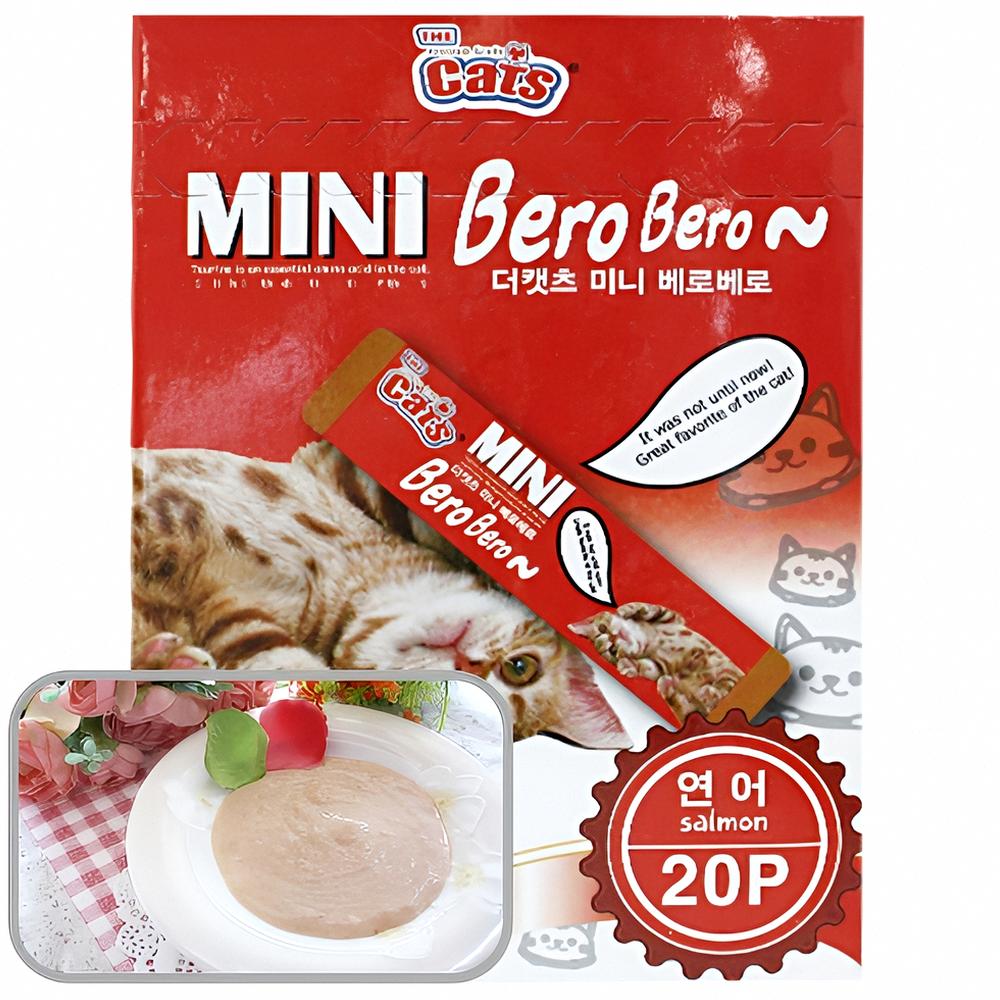 THE
Cats
MINI Bero Bero~
더캣츠 미니 베로베로
It was not until now!
Great favorite of the cat!
THE
Cats
MINI
Bero Bero~
연어
salmon
20P